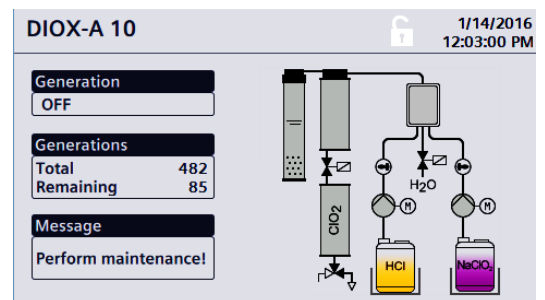 DIOX-A 10
1/14/2016
12:03:00 PM
Generation
OFF
Generations
Total 482
Remaining 85
Message
Perform maintenance!
H2O
M
M
ClO2
HCl
NaClO2